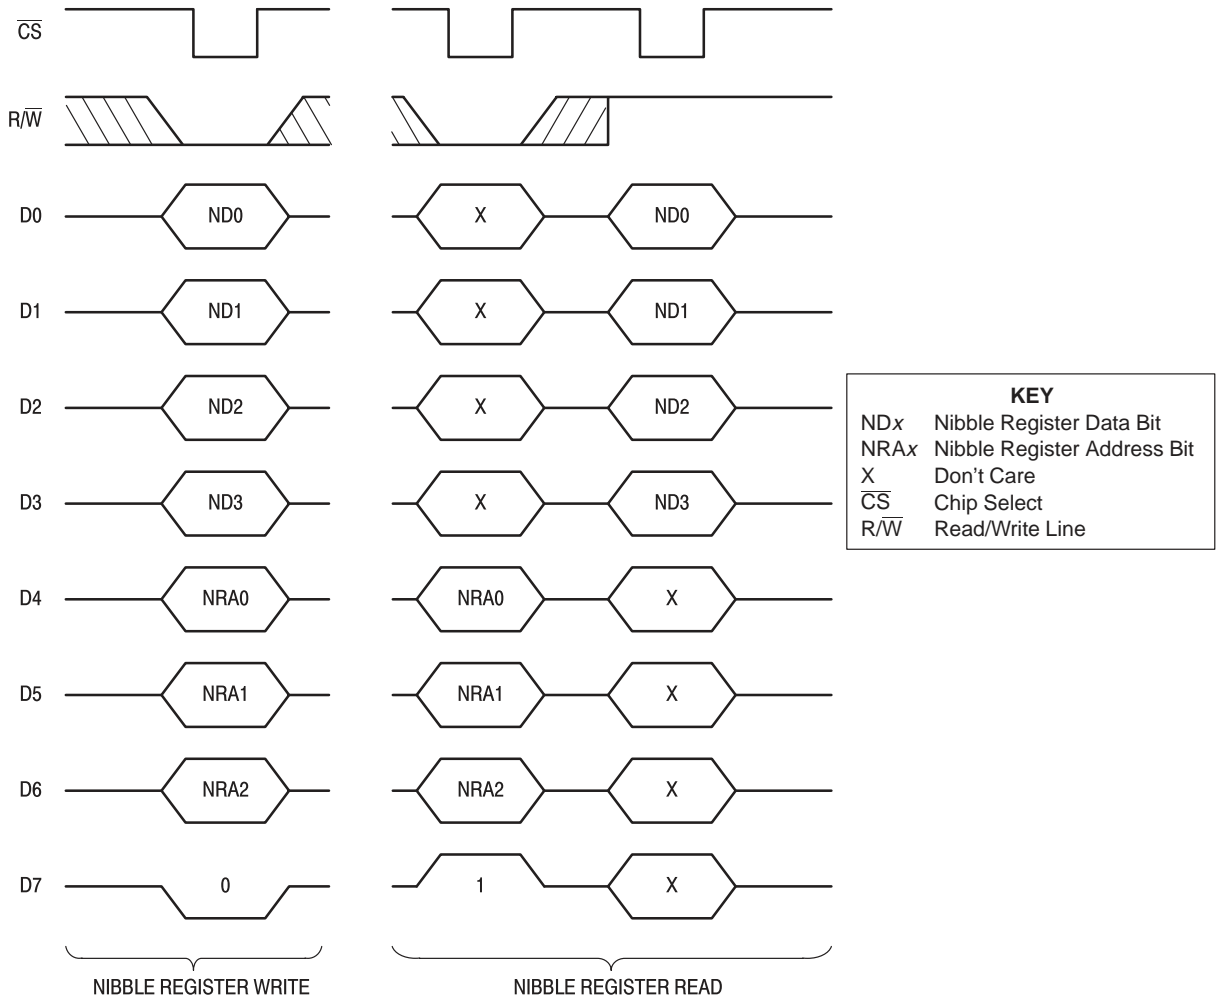 C̅S̅
R/W̅
D0 ND0 X ND0
D1 ND1 X ND1
D2 ND2 X ND2
D3 ND3 X ND3
D4 NRA0 NRA0 X
D5 NRA1 NRA1 X
D6 NRA2 NRA2 X
D7 0 1 X
NIBBLE REGISTER WRITE NIBBLE REGISTER READ
KEY
NDx Nibble Register Data Bit
NRAx Nibble Register Address Bit
X Don't Care
C̅S̅ Chip Select
R/W̅ Read/Write Line